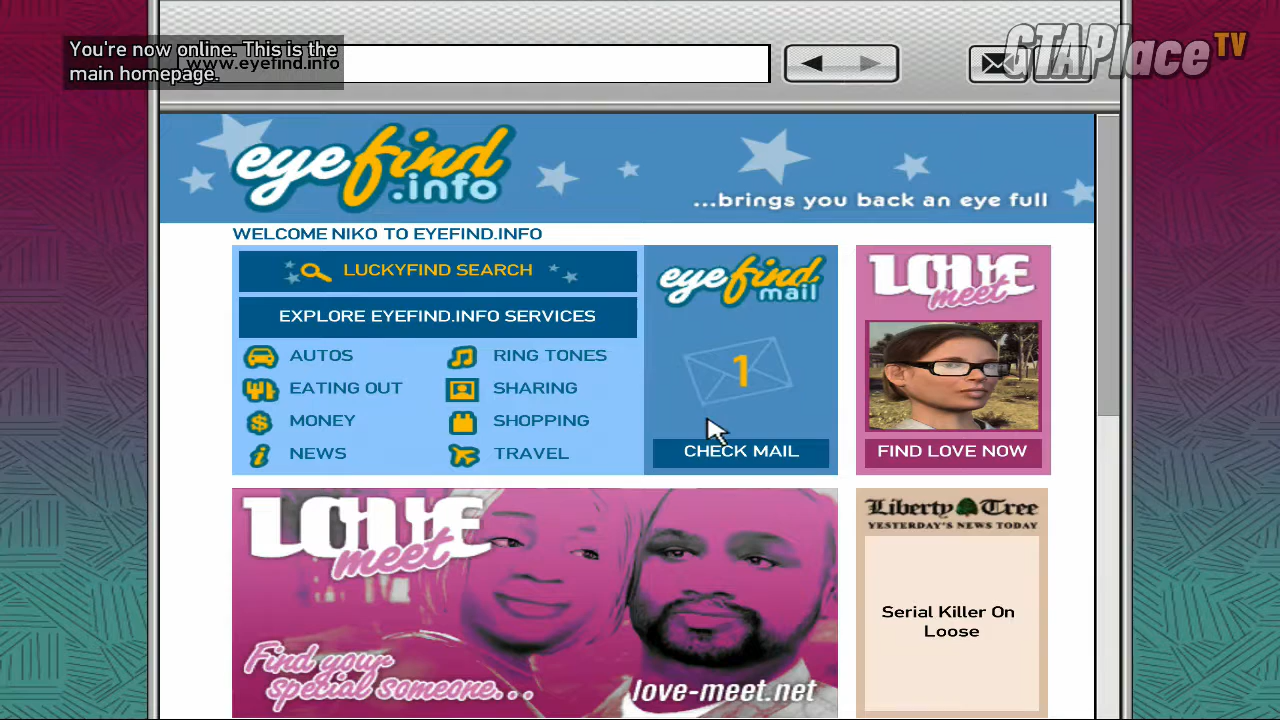 You're now online. This is the
main homepage.
www.eyefind.info
GTAPlace TV
eyefind
.info
...brings you back an eye full
WELCOME NIKO TO EYEFIND.INFO
LUCKYFIND SEARCH
EXPLORE EYEFIND.INFO SERVICES
AUTOS
RING TONES
EATING OUT
SHARING
MONEY
SHOPPING
NEWS
TRAVEL
eyefind
mail
1
CHECK MAIL
LOVE
meet
FIND LOVE NOW
LOVE
meet
Find your
special someone...
love-meet.net
Liberty Tree
YESTERDAY'S NEWS TODAY
Serial Killer On
Loose